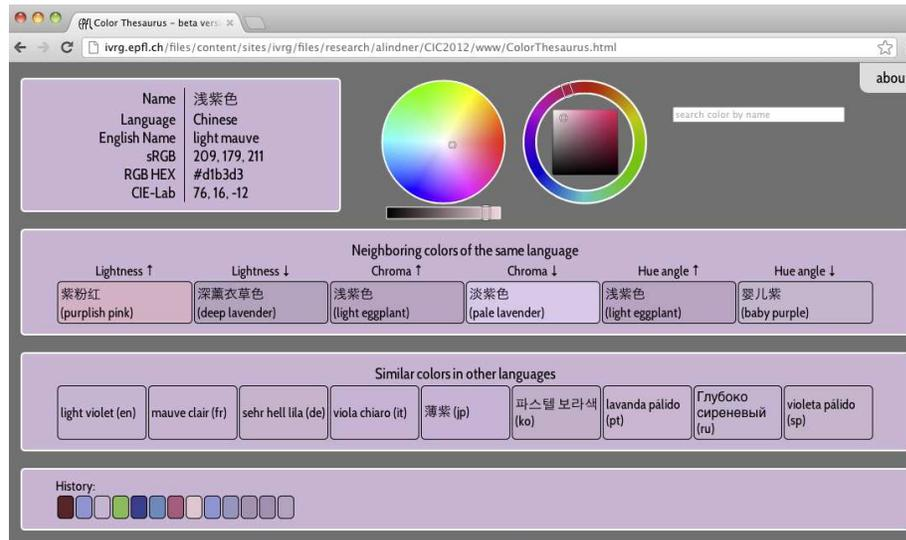 Color Thesaurus – beta vers
ivrg.epfl.ch/files/content/sites/ivrg/files/research/alindner/CIC2012/www/ColorThesaurus.html
abou
Name 浅紫色
Language Chinese
English Name light mauve
sRGB 209, 179, 211
RGB HEX #d1b3d3
CIE-Lab 76, 16, -12
search color by name
Neighboring colors of the same language
Lightness ↑ Lightness ↓ Chroma ↑ Chroma ↓ Hue angle ↑ Hue angle ↓
紫粉红 深薰衣草色 浅紫色 淡紫色 浅紫色 婴儿紫
(purplish pink) (deep lavender) (light eggplant) (pale lavender) (light eggplant) (baby purple)
Similar colors in other languages
light violet (en) mauve clair (fr) sehr hell lila (de) viola chiaro (it) 薄紫 (jp) 파스텔 보라색 (ko) lavanda pálido (pt) Глубоко сиреневый (ru) violeta pálido (sp)
History: